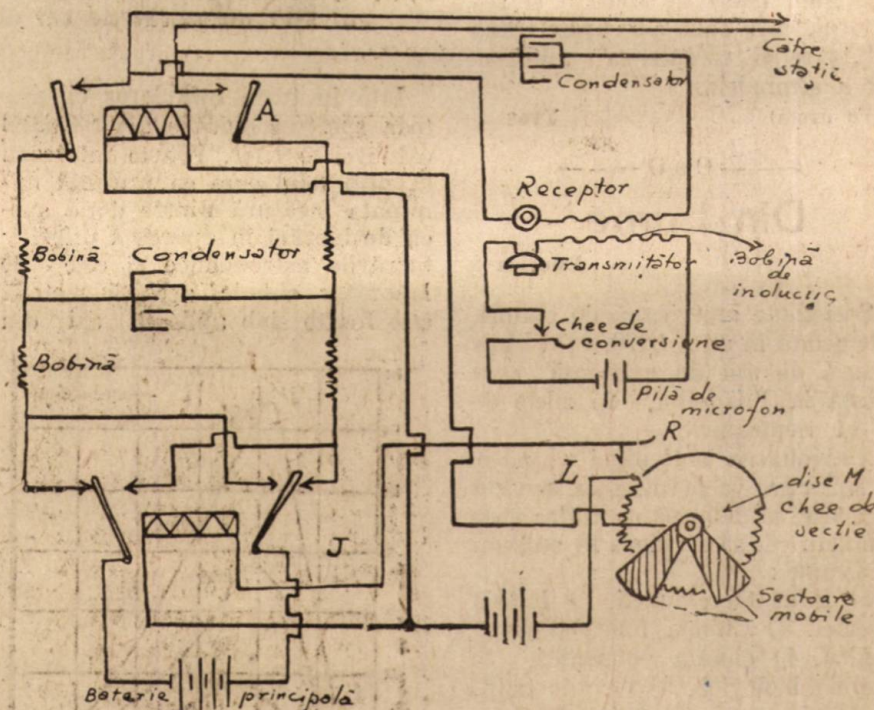 Către
stații
Condensator
A
Receptor
Bobină
Condensator
Transmițător
Bobină
de
inducție
Chee de
conversiune
Bobină
Pilă de
microfon
R
L
disc M
chee de
secție
J
Sectoare
mobile
Baterie principală